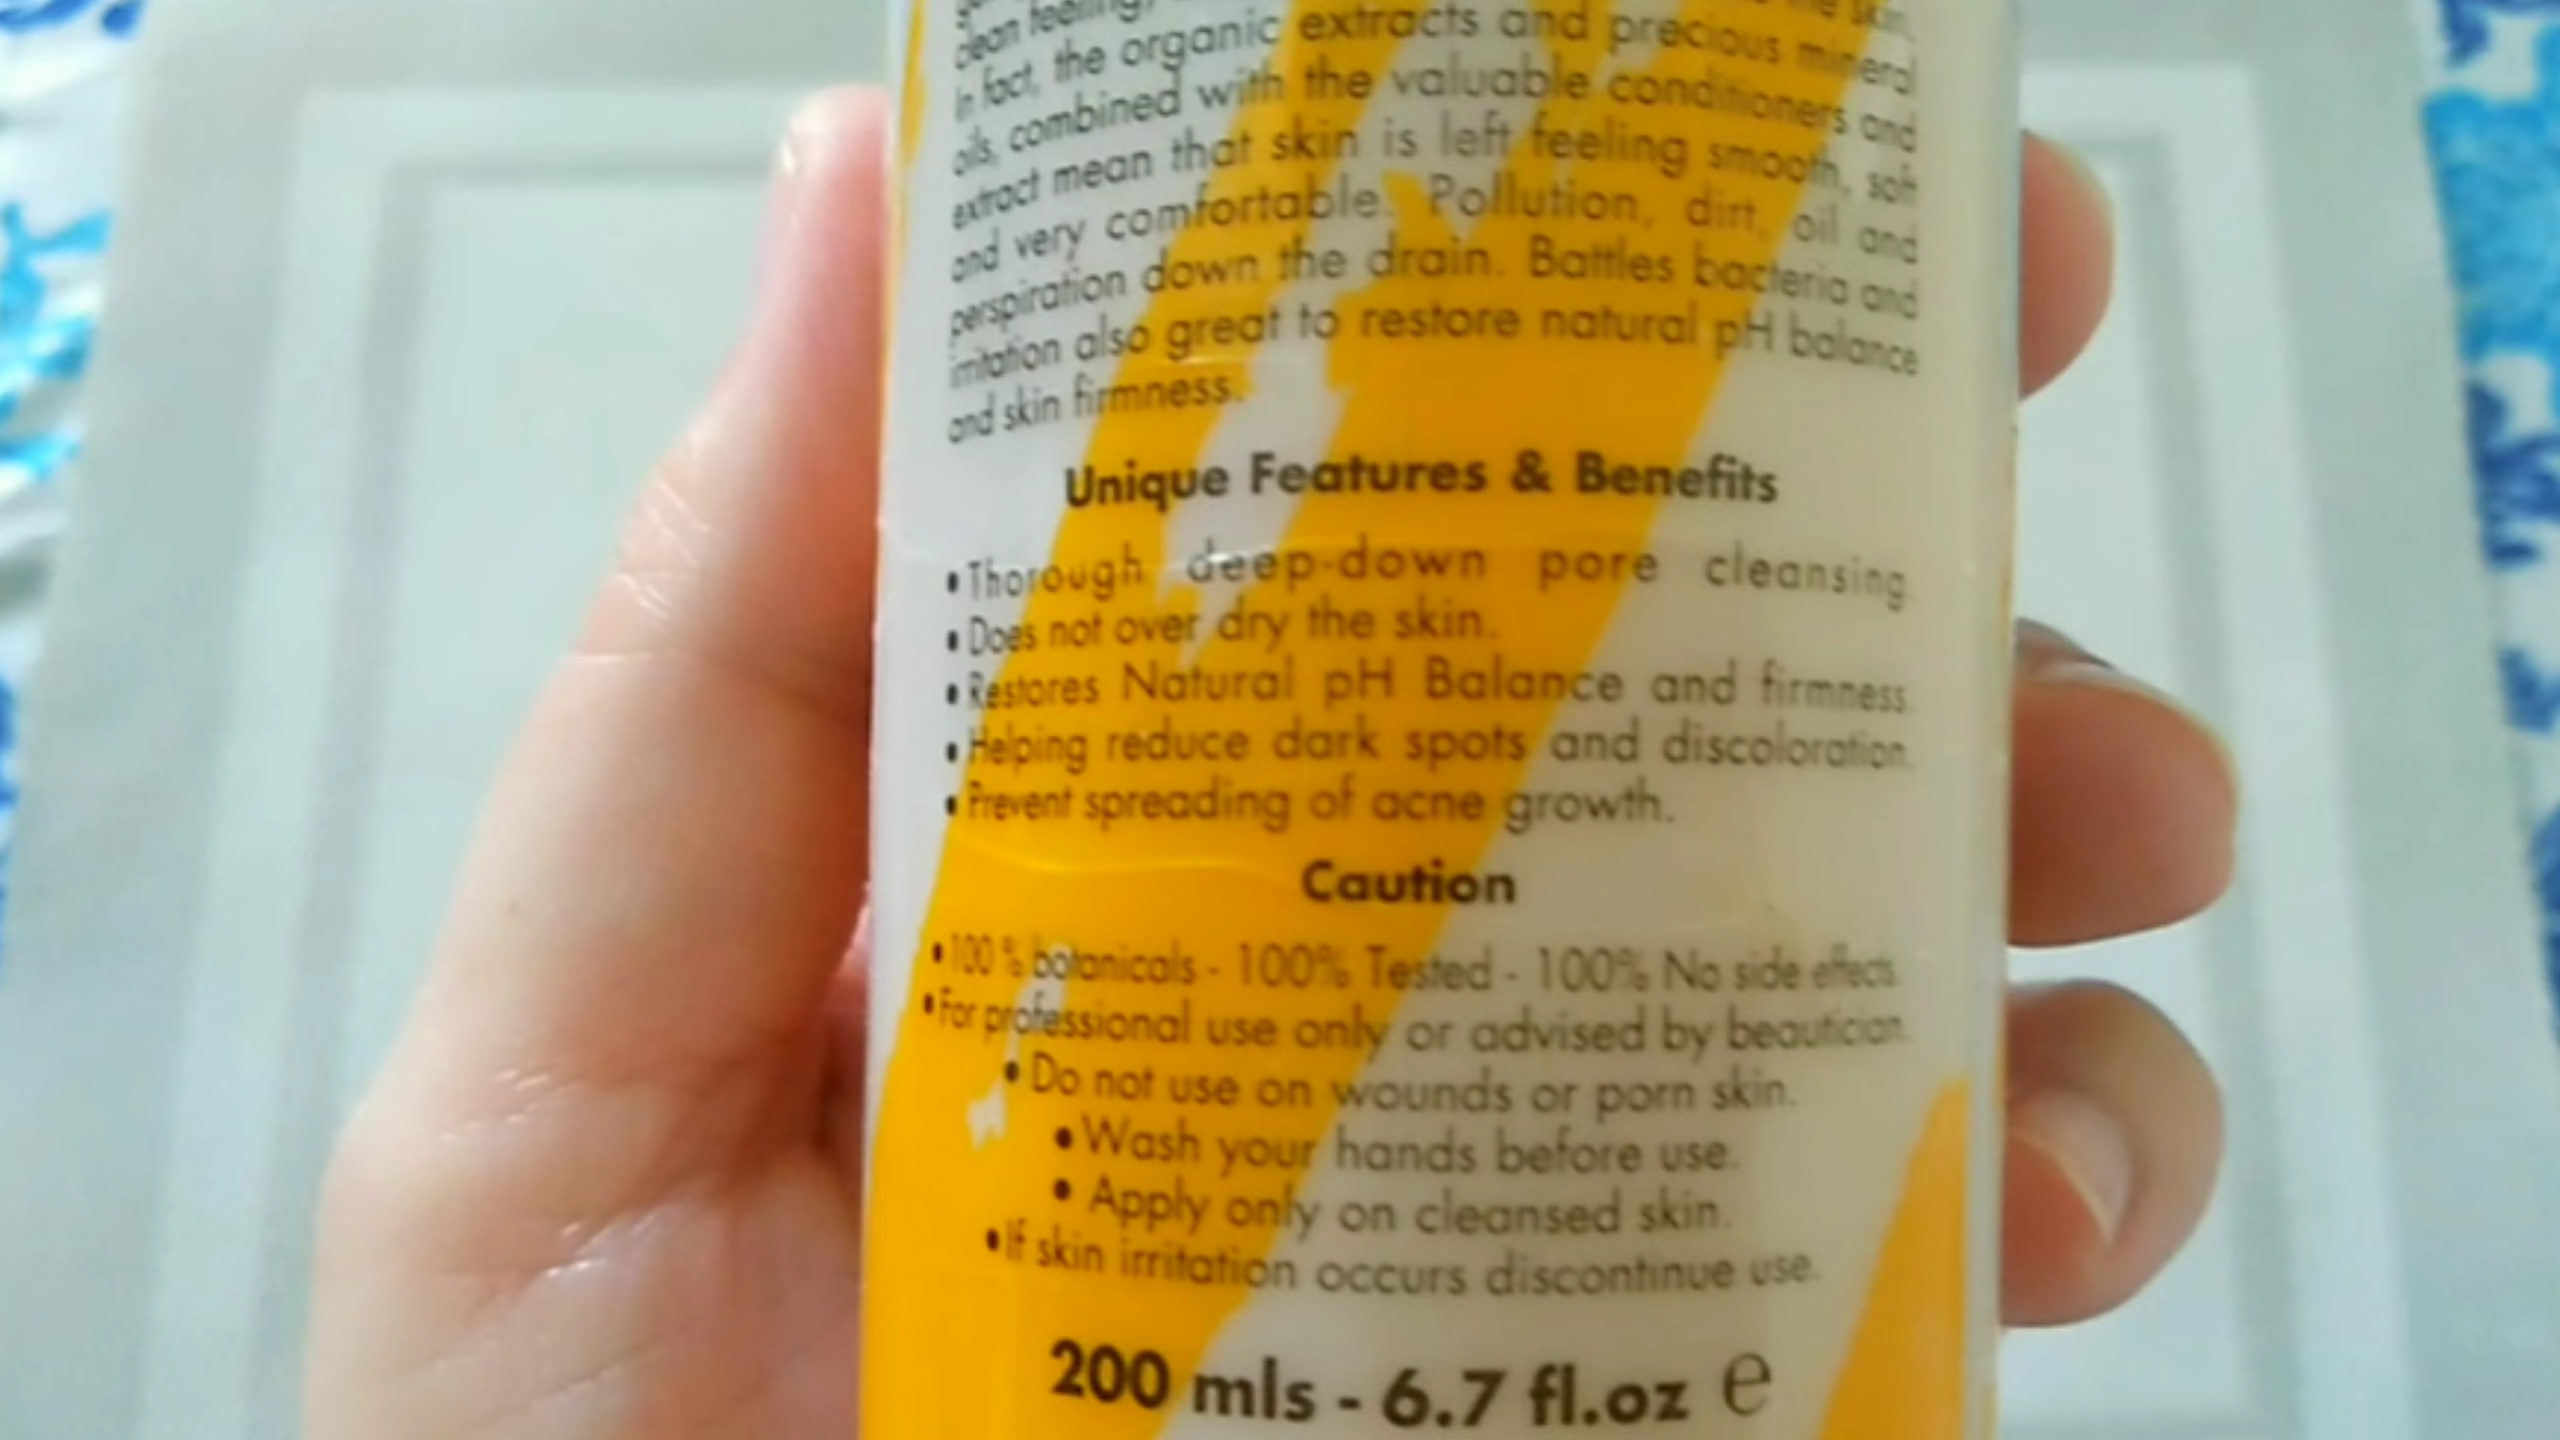 clean feeling, the skin,
In fact, the organic extracts and precious mineral
oils, combined with the valuable conditioners and
extract mean that skin is left feeling smooth, soft
and very comfortable. Pollution, dirt, oil and
perspiration down the drain. Battles bacteria and
irritation also great to restore natural pH balance
and skin firmness.
Unique Features & Benefits
• Thorough deep-down pore cleansing.
• Does not over dry the skin.
• Restores Natural pH Balance and firmness.
• Helping reduce dark spots and discoloration.
• Prevent spreading of acne growth.
Caution
• 100 % botanicals - 100% Tested - 100% No side effects.
• For professional use only or advised by beautician.
• Do not use on wounds or porn skin.
• Wash your hands before use.
• Apply only on cleansed skin.
• If skin irritation occurs discontinue use.
200 mls - 6.7 fl.oz ℮